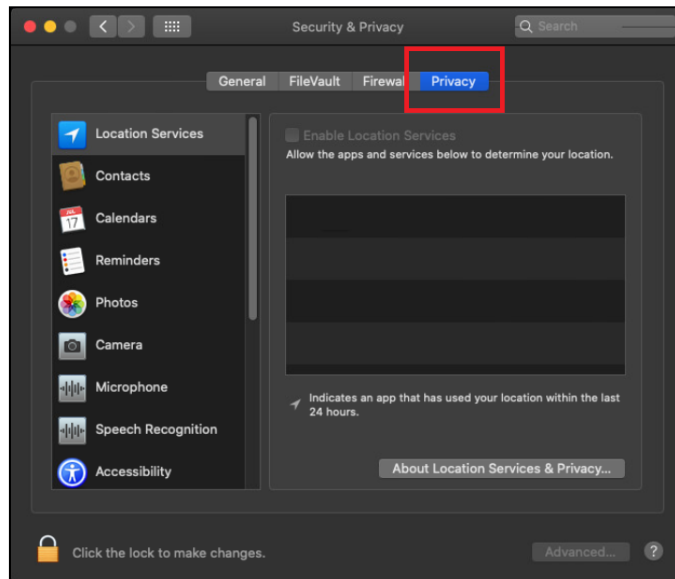 Security & Privacy
Search
General FileVault Firewall Privacy
Location Services
Contacts
JUL
17
Calendars
Reminders
Photos
Camera
Microphone
Speech Recognition
Accessibility
Enable Location Services
Allow the apps and services below to determine your location.
Indicates an app that has used your location within the last
24 hours.
About Location Services & Privacy...
Click the lock to make changes.
Advanced...
?